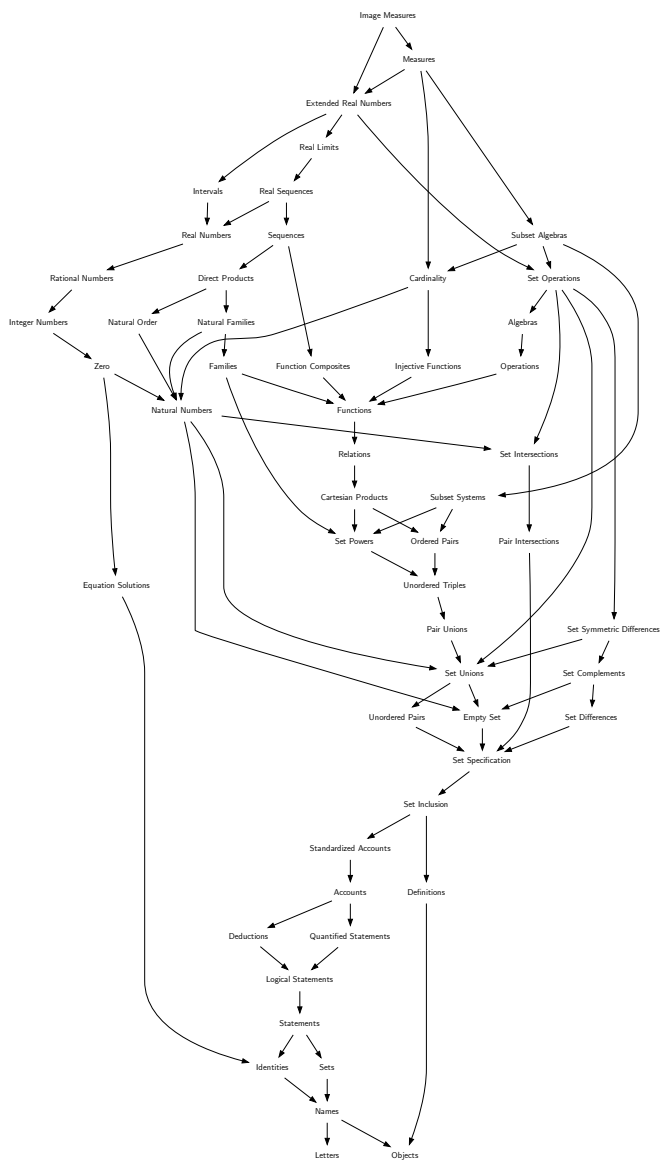 Image Measures
Measures
Extended Real Numbers
Real Limits
Intervals
Real Sequences
Real Numbers
Sequences
Subset Algebras
Rational Numbers
Direct Products
Cardinality
Set Operations
Integer Numbers
Natural Order
Natural Families
Algebras
Zero
Families
Function Composites
Injective Functions
Operations
Natural Numbers
Functions
Relations
Set Intersections
Cartesian Products
Subset Systems
Set Powers
Ordered Pairs
Pair Intersections
Equation Solutions
Unordered Triples
Pair Unions
Set Symmetric Differences
Set Unions
Set Complements
Unordered Pairs
Empty Set
Set Differences
Set Specification
Set Inclusion
Standardized Accounts
Accounts
Definitions
Deductions
Quantified Statements
Logical Statements
Statements
Identities
Sets
Names
Letters
Objects